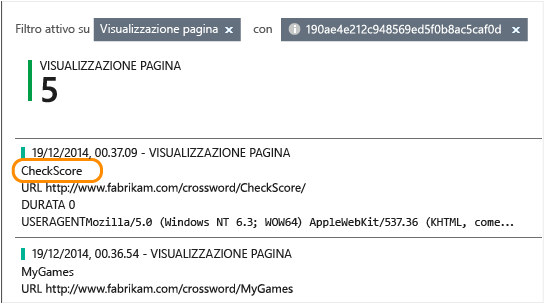 Filtro attivo su Visualizzazione pagina × con 190ae4e212c948569ed5f0b8ac5caf0d ×
VISUALIZZAZIONE PAGINA
5
19/12/2014, 00.37.09 - VISUALIZZAZIONE PAGINA
CheckScore
URL http://www.fabrikam.com/crossword/CheckScore/
DURATA 0
USERAGENTMozilla/5.0 (Windows NT 6.3; WOW64) AppleWebKit/537.36 (KHTML, come...
19/12/2014, 00.36.54 - VISUALIZZAZIONE PAGINA
MyGames
URL http://www.fabrikam.com/crossword/MyGames